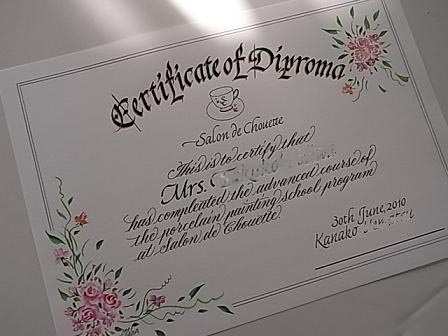 Certificate of Diproma
Salon de Chouette
This is to certify that
Mrs.
has compleated the advanced course of
the porcelain painting school program
at Salon de Chouette
30th June, 2010
Kanako